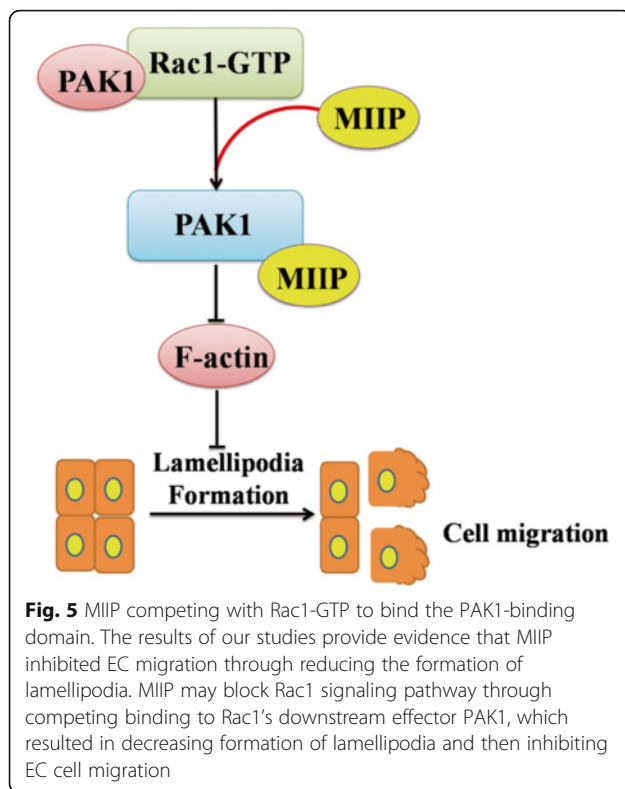 PAK1
Rac1-GTP
MIIP
PAK1
MIIP
F-actin
Lamellipodia
Formation
Cell migration
Fig. 5 MIIP competing with Rac1-GTP to bind the PAK1-binding
domain. The results of our studies provide evidence that MIIP
inhibited EC migration through reducing the formation of
lamellipodia. MIIP may block Rac1 signaling pathway through
competing binding to Rac1's downstream effector PAK1, which
resulted in decreasing formation of lamellipodia and then inhibiting
EC cell migration